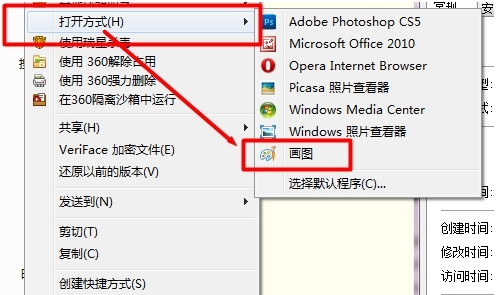 打开方式(H)
使用瑞星杀毒
使用 360解除占用
使用 360强力删除
在360隔离沙箱中运行
共享(H)
VeriFace 加密文件(E)
还原以前的版本(V)
发送到(N)
剪切(T)
复制(C)
创建快捷方式(S)
Adobe Photoshop CS5
Microsoft Office 2010
Opera Internet Browser
Picasa 照片查看器
Windows Media Center
Windows 照片查看器
画图
选择默认程序(C)...
创建时间:
修改时间:
访问时间: